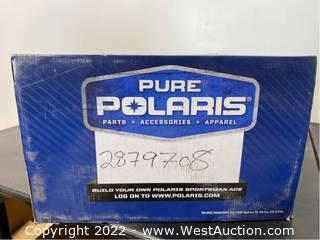 PURE
POLARIS®
PARTS • ACCESSORIES • APPAREL
2879708
BUILD YOUR OWN POLARIS SPORTSMAN ACE
LOG ON TO WWW.POLARIS.COM
Copyright 2022 - WestAuction.com